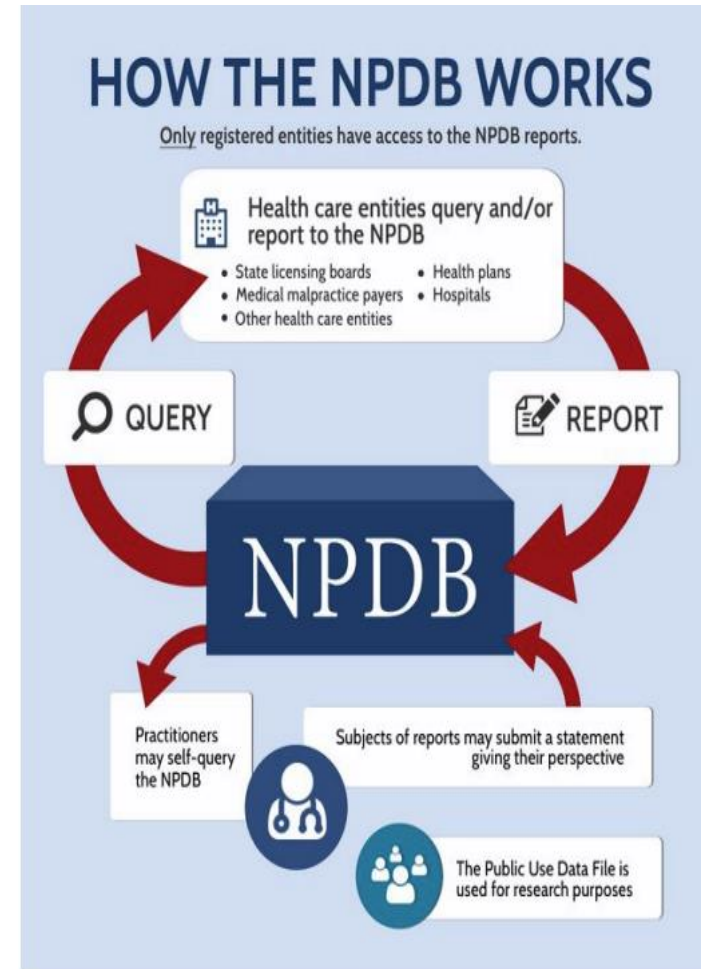 HOW THE NPDB WORKS
Only registered entities have access to the NPDB reports.
Health care entities query and/or
report to the NPDB
• State licensing boards
• Medical malpractice payers
• Other health care entities
• Health plans
• Hospitals
QUERY
REPORT
NPDB
Practitioners
may self-query
the NPDB
Subjects of reports may submit a statement
giving their perspective
The Public Use Data File is
used for research purposes